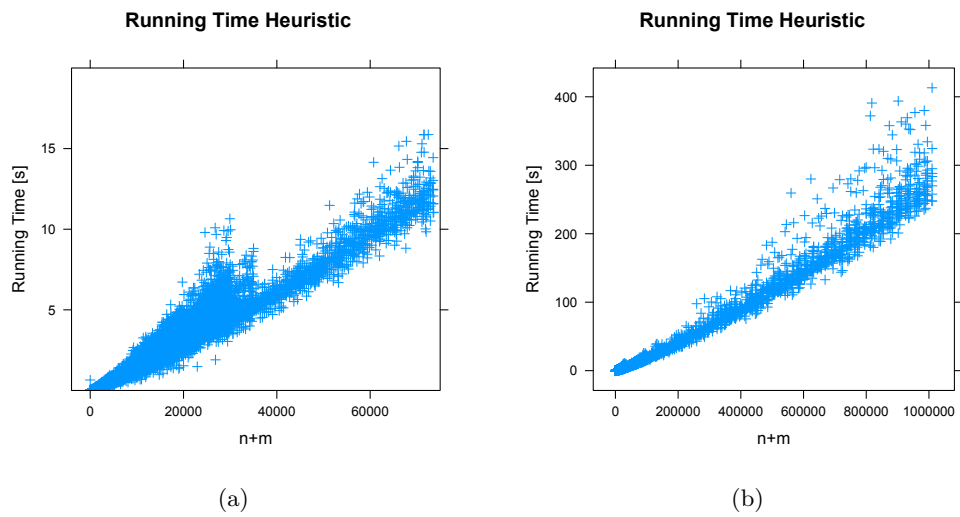 Running Time Heuristic
Running Time [s]
15
10
5
0
20000
40000
60000
n+m
(a)
Running Time Heuristic
Running Time [s]
400
300
200
100
0
0
200000
400000
600000
800000
1000000
n+m
(b)